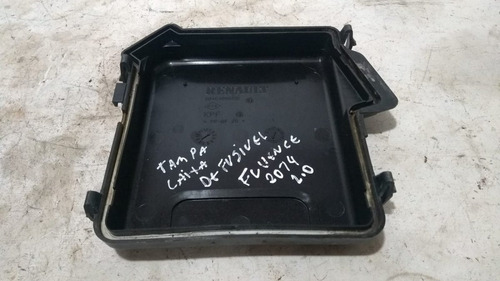 RENAULT
TAMPA
CAIXA
DE FUSIVEL
FLUENCE
2014
2.0